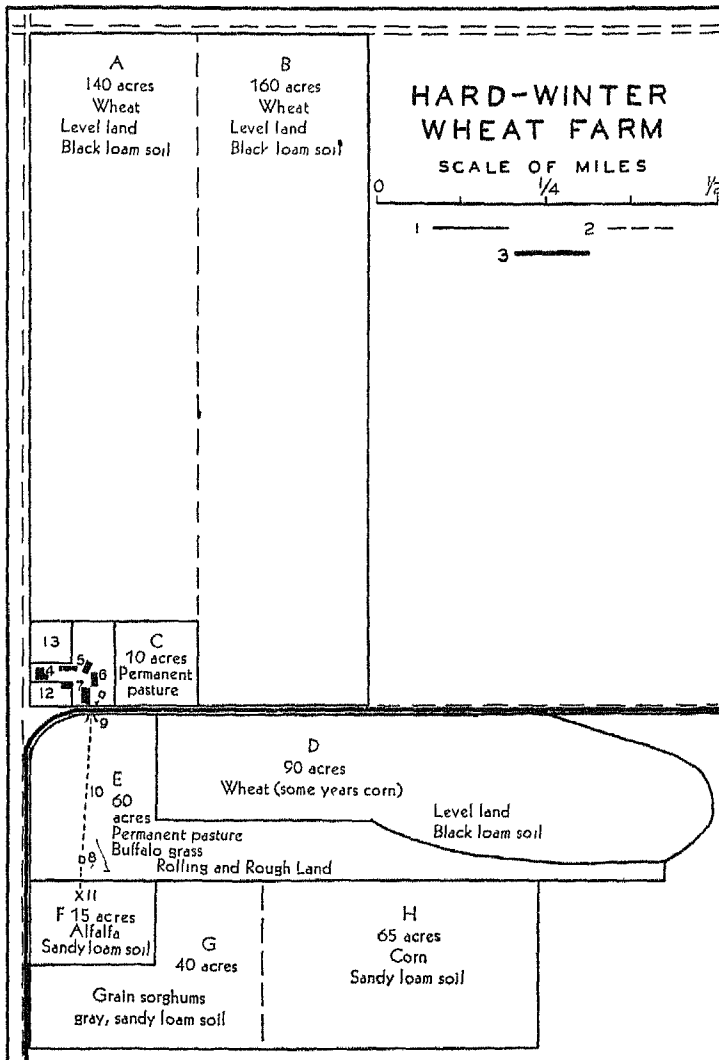 A
140 acres
Wheat
Level land
Black loam soil
B
160 acres
Wheat
Level land
Black loam soil
HARD-WINTER
WHEAT FARM
SCALE OF MILES
0 1/4 1/2
1
2
3
13
4
5
6
7
12
9
C
10 acres
Permanent
pasture
9
D
90 acres
Wheat (some years corn)
Level land
Black loam soil
10
E
60
acres
Permanent pasture
Buffalo grass
Rolling and Rough Land
8
XII
F 15 acres
Alfalfa
Sandy loam soil
G
40 acres
Grain sorghums
gray, sandy loam soil
H
65 acres
Corn
Sandy loam soil